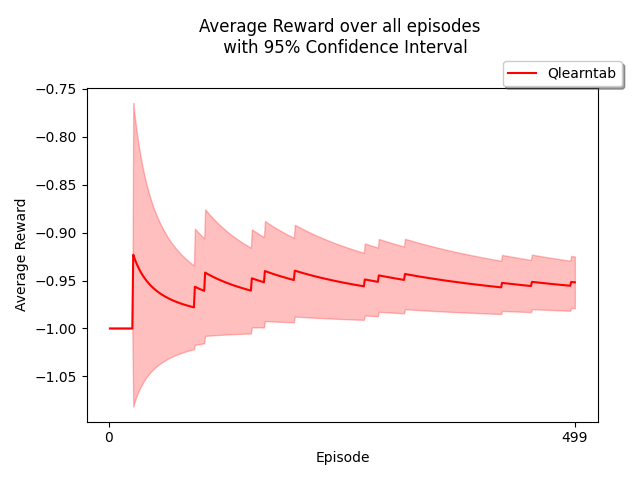 Average Reward over all episodes
with 95% Confidence Interval
Qlearntab
−0.75
−0.80
−0.85
−0.90
−0.95
−1.00
−1.05
Average Reward
0
499
Episode